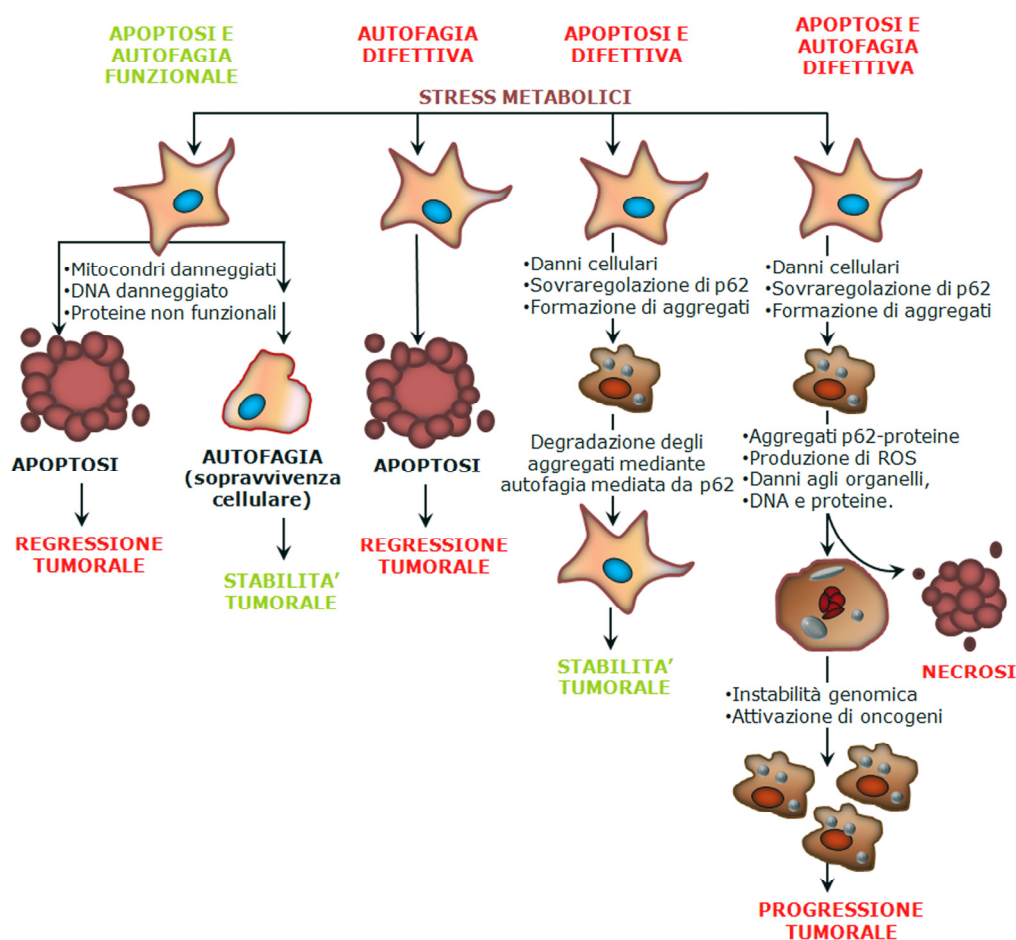 APOPTOSI E
AUTOFAGIA
FUNZIONALE
AUTOFAGIA
DIFETTIVA
APOPTOSI E
DIFETTIVA
APOPTOSI E
AUTOFAGIA
DIFETTIVA
STRESS METABOLICI
•Mitocondri danneggiati
•DNA danneggiato
•Proteine non funzionali
APOPTOSI
REGRESSIONE
TUMORALE
AUTOFAGIA
(sopravvivenza
cellulare)
STABILITA’
TUMORALE
APOPTOSI
REGRESSIONE
TUMORALE
•Danni cellulari
•Sovraregolazione di p62
•Formazione di aggregati
Degradazione degli
aggregati mediante
autofagia mediata da p62
STABILITA’
TUMORALE
•Danni cellulari
•Sovraregolazione di p62
•Formazione di aggregati
•Aggregati p62-proteine
•Produzione di ROS
•Danni agli organelli,
•DNA e proteine.
NECROSI
•Instabilità genomica
•Attivazione di oncogeni
PROGRESSIONE
TUMORALE